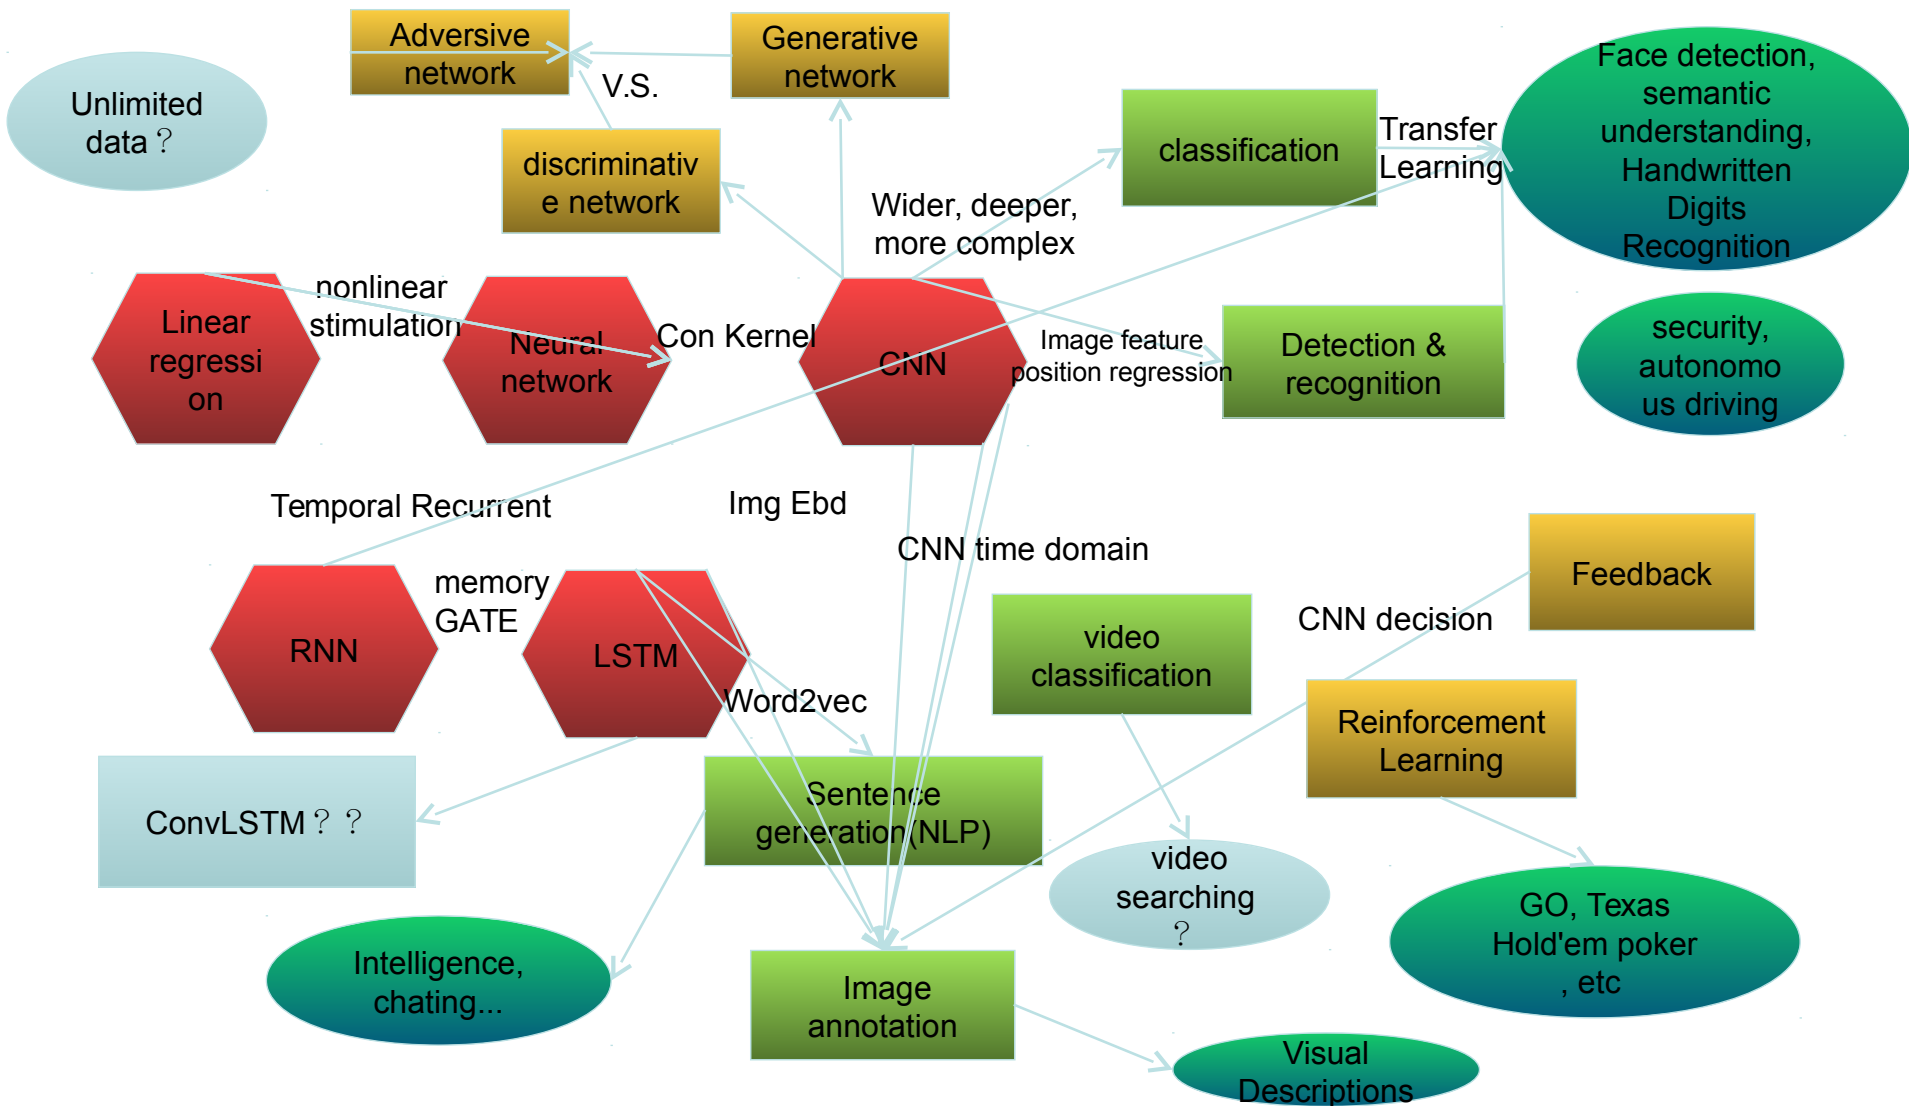 Adversive
network
Generative
network
V.S.
Unlimited
data？
discriminativ
e network
classification
Transfer
Learning
Face detection,
semantic
understanding,
Handwritten
Digits
Recognition
Wider, deeper,
more complex
Linear
regressi
on
nonlinear
stimulation
Neural
network
Con Kernel
CNN
Image feature
position regression
Detection &
recognition
security,
autonomo
us driving
Temporal Recurrent
Img Ebd
CNN time domain
RNN
memory
GATE
LSTM
Word2vec
video
classification
CNN decision
Feedback
Reinforcement
Learning
ConvLSTM？？
Sentence
generation(NLP)
video
searching
？
GO, Texas
Hold'em poker
, etc
Intelligence,
chating...
Image
annotation
Visual
Descriptions